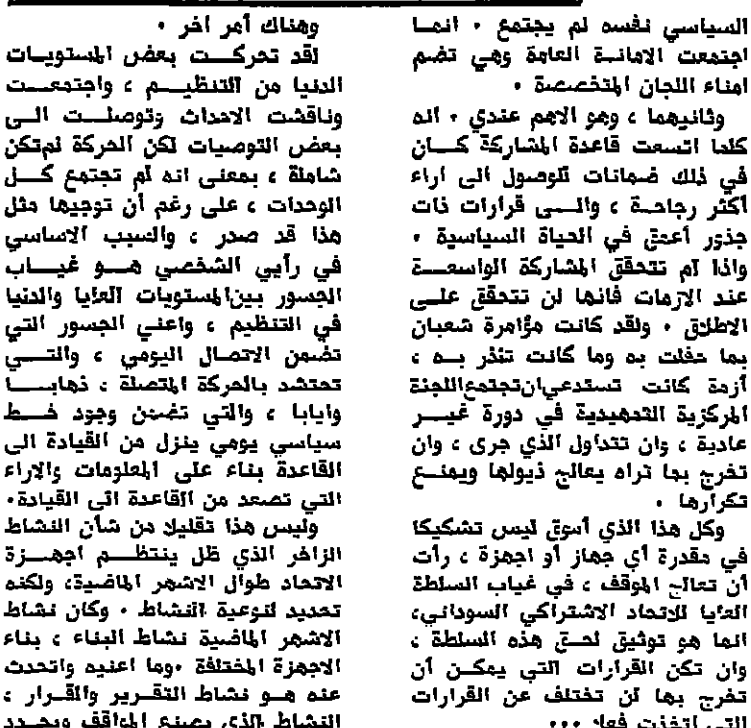 السياسي نفسه لم يجتمع . انما
اجتمعت الامانة العامة وهي تضم
امناء اللجان المتخصصة .
وثانيهما ، وهو الاهم عندي . انه
كلما اتسعت قاعدة المشاركة كان
في ذلك ضمانات للوصول الى اراء
أكثر رجاحة ، والى قرارات ذات
جذور أعمق في الحياة السياسية .
واذا لم تتحقق المشاركة الواسعة
عند الازمات فانها لن تتحقق على
الاطلاق . ولقد كانت مؤامرة شعبان
بما حفلت به وما كانت تنذر به ،
أزمة كانت تستدعي ان تجتمع اللجنة
المركزية التمهيدية في دورة غير
عادية ، وان تتداول الذي جرى ، وان
تخرج بما تراه يعالج ذيولها ويمنع
تكرارها .
وكل هذا الذي أسوق ليس تشكيكا
في مقدرة أي جهاز أو اجهزة ، رأت
أن تعالج الموقف ، في غياب السلطة
العليا للاتحاد الاشتراكي السوداني،
انما هو توثيق لحق هذه السلطة ،
وان تكن القرارات التي يمكن أن
تخرج بها لن تختلف عن القرارات
التي اتخذت فعلا ...
وهناك أمر اخر .
لقد تحركت بعض المستويات
الدنيا من التنظيم ، واجتمعت
وناقشت الاحداث وتوصلت الى
بعض التوصيات لكن الحركة لم تكن
شاملة ، بمعنى انه لم تجتمع كل
الوحدات ، على رغم أن توجيها مثل
هذا قد صدر ، والسبب الاساسي
في رأيي الشخصي هو غياب
الجسور بين المستويات العليا والدنيا
في التنظيم ، واعني الجسور التي
تضمن الاتصال اليومي ، والتي
تحتشد بالحركة المتصلة ، ذهابا
وايابا ، والتي تضمن وجود خط
سياسي يومي ينزل من القيادة الى
القاعدة بناء على المعلومات والاراء
التي تصعد من القاعدة الى القيادة.
وليس هذا تقليلا من شأن النشاط
الزاخر الذي ظل ينتظم اجهزة
الاتحاد طوال الاشهر الماضية، ولكنه
تحديد لنوعية النشاط . وكان نشاط
الاشهر الماضية نشاط البناء ، بناء
الاجهزة المختلفة .وما اعنيه واتحدث
عنه هو نشاط التقرير والقرار ،
النشاط الذي يصنع المواقف ويحدد